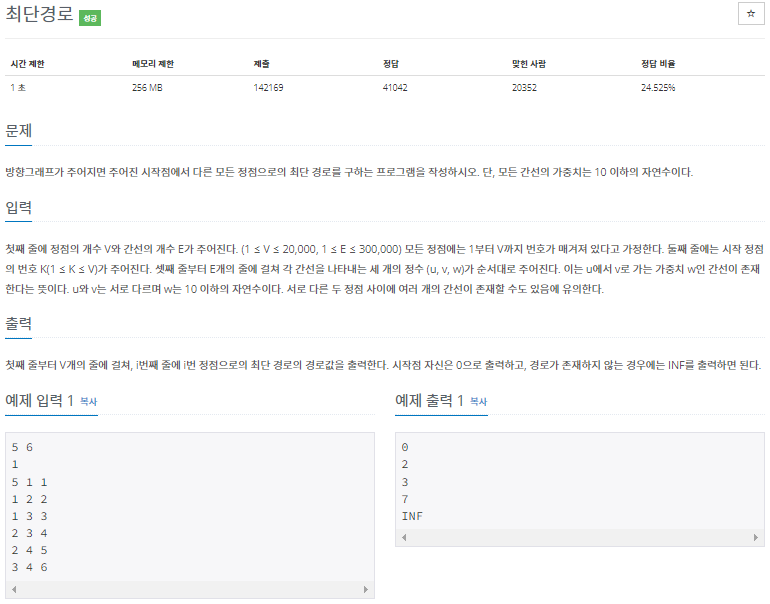 최단경로 성공
☆
시간 제한 메모리 제한 제출 정답 맞힌 사람 정답 비율
1 초 256 MB 142169 41042 20352 24.525%
문제
방향그래프가 주어지면 주어진 시작점에서 다른 모든 정점으로의 최단 경로를 구하는 프로그램을 작성하시오. 단, 모든 간선의 가중치는 10 이하의 자연수이다.
입력
첫째 줄에 정점의 개수 V와 간선의 개수 E가 주어진다. (1 ≤ V ≤ 20,000, 1 ≤ E ≤ 300,000) 모든 정점에는 1부터 V까지 번호가 매겨져 있다고 가정한다. 둘째 줄에는 시작 정점
의 번호 K(1 ≤ K ≤ V)가 주어진다. 셋째 줄부터 E개의 줄에 걸쳐 각 간선을 나타내는 세 개의 정수 (u, v, w)가 순서대로 주어진다. 이는 u에서 v로 가는 가중치 w인 간선이 존재
한다는 뜻이다. u와 v는 서로 다르며 w는 10 이하의 자연수이다. 서로 다른 두 정점 사이에 여러 개의 간선이 존재할 수도 있음에 유의한다.
출력
첫째 줄부터 V개의 줄에 걸쳐, i번째 줄에 i번 정점으로의 최단 경로의 경로값을 출력한다. 시작점 자신은 0으로 출력하고, 경로가 존재하지 않는 경우에는 INF를 출력하면 된다.
예제 입력 1 복사
5 6
1
5 1 1
1 2 2
1 3 3
2 3 4
2 4 5
3 4 6
예제 출력 1 복사
0
2
3
7
INF